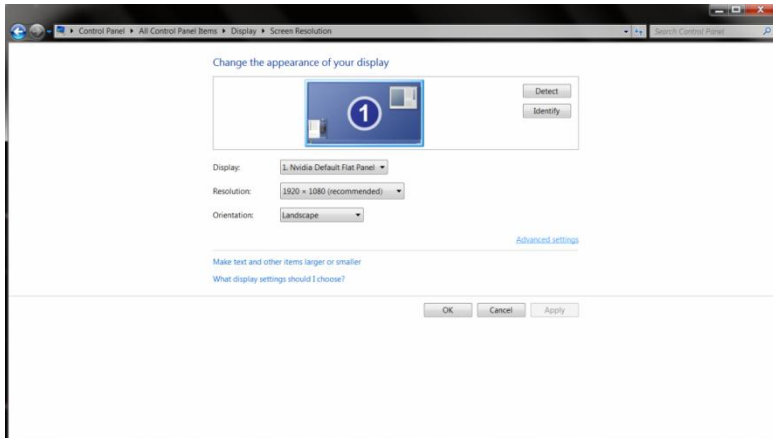 Control Panel ▸ All Control Panel Items ▸ Display ▸ Screen Resolution
Search Control Panel
Change the appearance of your display
1
Detect
Identify
Display: 1. Nvidia Default Flat Panel
Resolution: 1920 × 1080 (recommended)
Orientation: Landscape
Advanced settings
Make text and other items larger or smaller
What display settings should I choose?
OK Cancel Apply